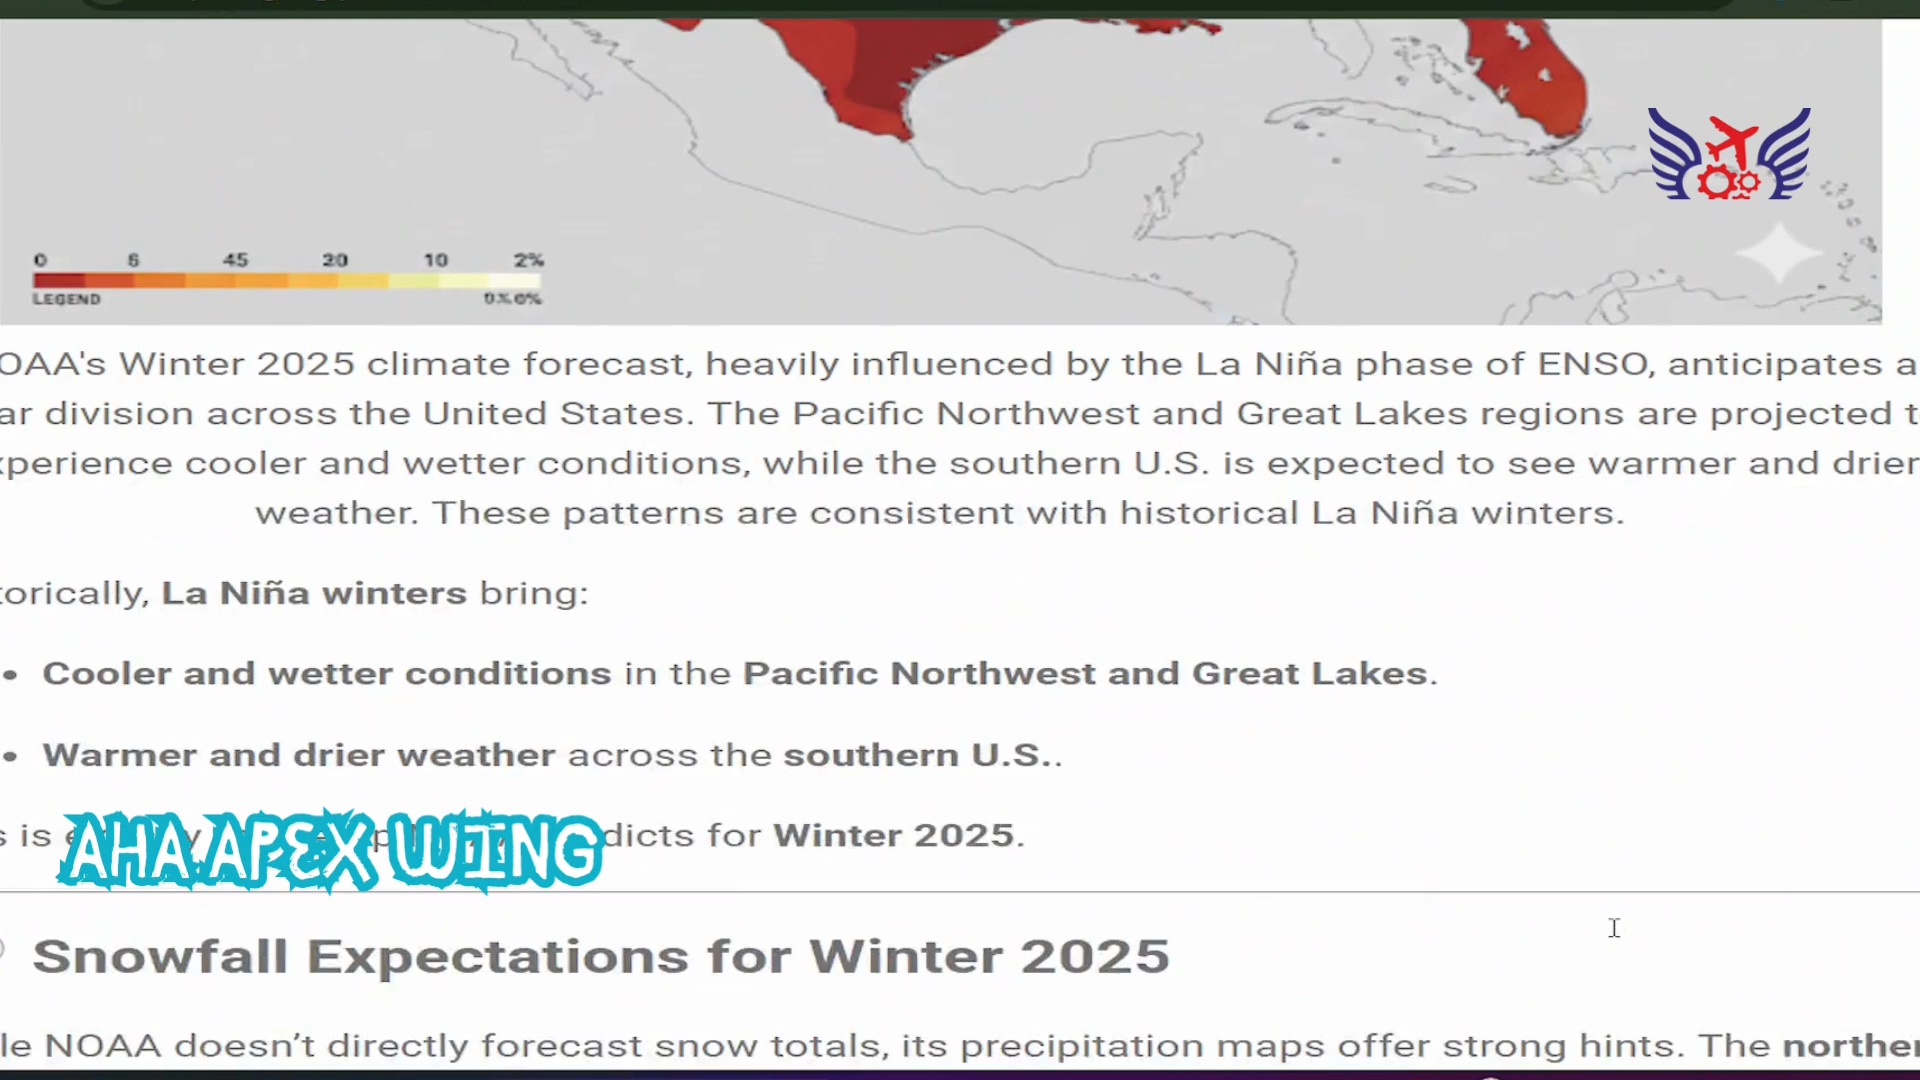 0 6 45 20 10 2%
LEGEND 0%6%
OAA's Winter 2025 climate forecast, heavily influenced by the La Niña phase of ENSO, anticipates a
ar division across the United States. The Pacific Northwest and Great Lakes regions are projected t
xperience cooler and wetter conditions, while the southern U.S. is expected to see warmer and drier
weather. These patterns are consistent with historical La Niña winters.
torically, La Niña winters bring:
• Cooler and wetter conditions in the Pacific Northwest and Great Lakes.
• Warmer and drier weather across the southern U.S..
s is dicts for Winter 2025.
AHA APEX WING
Snowfall Expectations for Winter 2025
le NOAA doesn't directly forecast snow totals, its precipitation maps offer strong hints. The norther